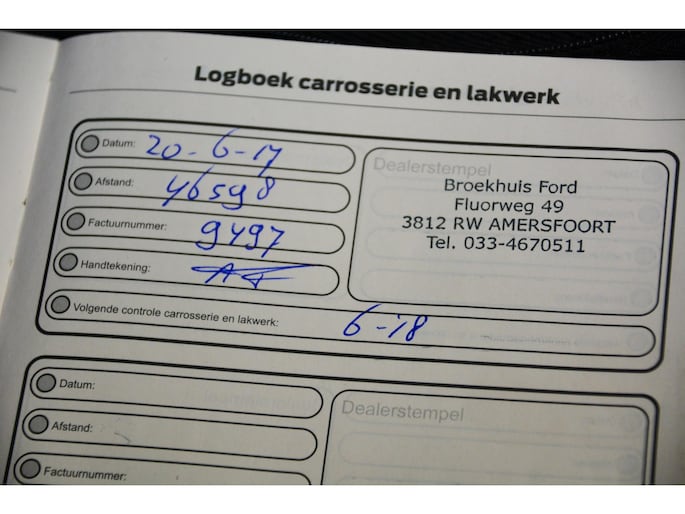 Logboek carrosserie en lakwerk
Datum: 20-6-17
Afstand: 46598
Factuurnummer: 9497
Handtekening:
Volgende controle carrosserie en lakwerk: 6-'18
Dealerstempel
Broekhuis Ford
Fluorweg 49
3812 RW AMERSFOORT
Tel. 033-4670511
Datum:
Afstand:
Factuurnummer:
Dealerstempel